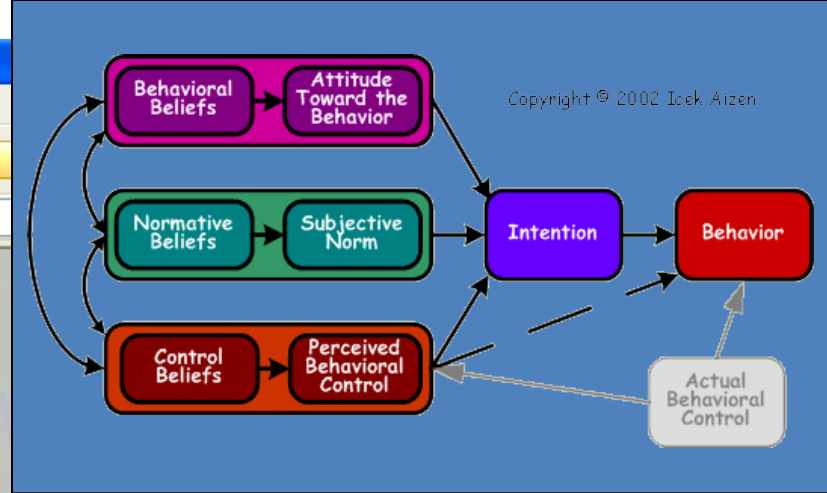 Copyright © 2002 Icek Aizen
Behavioral
Beliefs
Attitude
Toward the
Behavior
Normative
Beliefs
Subjective
Norm
Intention
Behavior
Control
Beliefs
Perceived
Behavioral
Control
Actual
Behavioral
Control